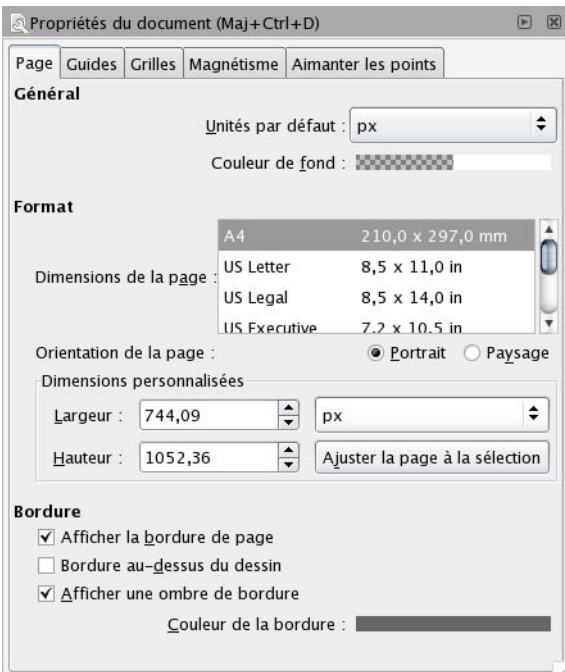 Propriétés du document (Maj+Ctrl+D)
Page Guides Grilles Magnétisme Aimanter les points
Général
Unités par défaut : px
Couleur de fond :
Format
Dimensions de la page :
A4 210,0 x 297,0 mm
US Letter 8,5 x 11,0 in
US Legal 8,5 x 14,0 in
US Executive 7,2 x 10,5 in
Orientation de la page : Portrait Paysage
Dimensions personnalisées
Largeur : 744,09 px
Hauteur : 1052,36 Ajuster la page à la sélection
Bordure
Afficher la bordure de page
Bordure au-dessus du dessin
Afficher une ombre de bordure
Couleur de la bordure :